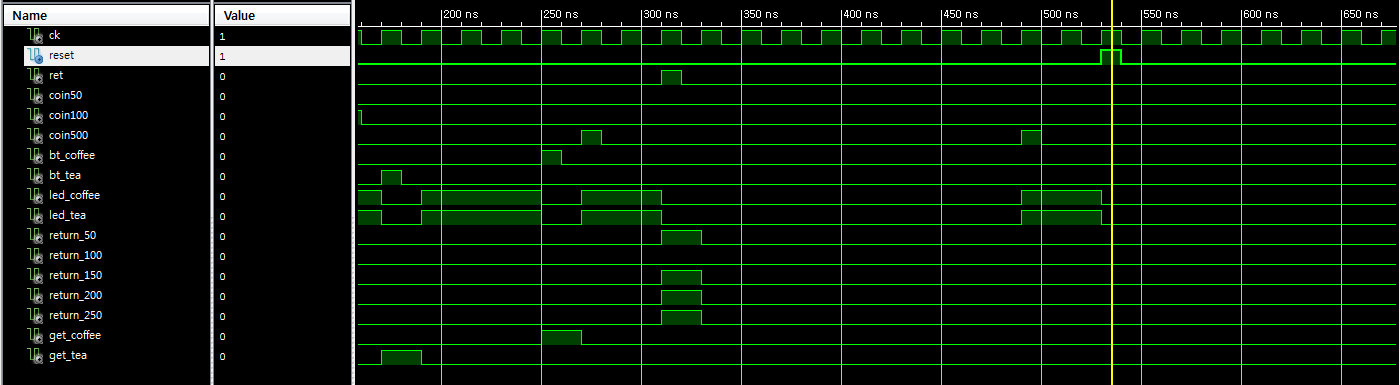 Name Value 200 ns 250 ns 300 ns 350 ns 400 ns 450 ns 500 ns 550 ns 600 ns 650 ns
ck 1
reset 1
ret 0
coin50 0
coin100 0
coin500 0
bt_coffee 0
bt_tea 0
led_coffee 0
led_tea 0
return_50 0
return_100 0
return_150 0
return_200 0
return_250 0
get_coffee 0
get_tea 0